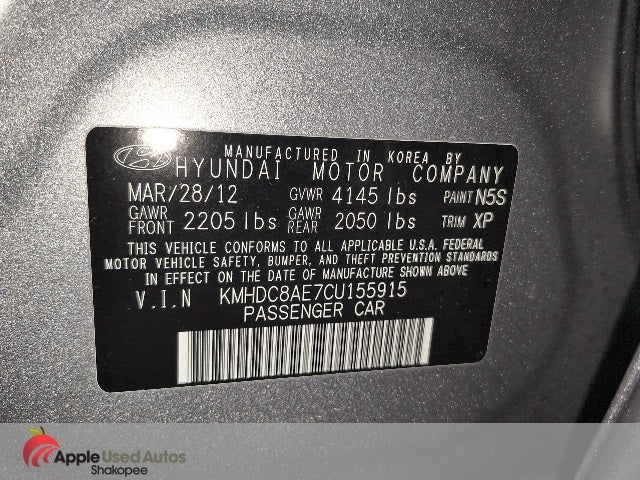 MANUFACTURED IN KOREA BY
HYUNDAI MOTOR COMPANY
MAR/28/12 GVWR 4145 lbs PAINT N5S
GAWR FRONT 2205 lbs GAWR REAR 2050 lbs TRIM XP
THIS VEHICLE CONFORMS TO ALL APPLICABLE U.S.A. FEDERAL
MOTOR VEHICLE SAFETY, BUMPER, AND THEFT PREVENTION STANDARDS
IN EFFECT ON THE DATE OF MANUFACTURE SHOWN ABOVE
V.I.N KMHDC8AE7CU155915
PASSENGER CAR
Apple Used Autos
Shakopee